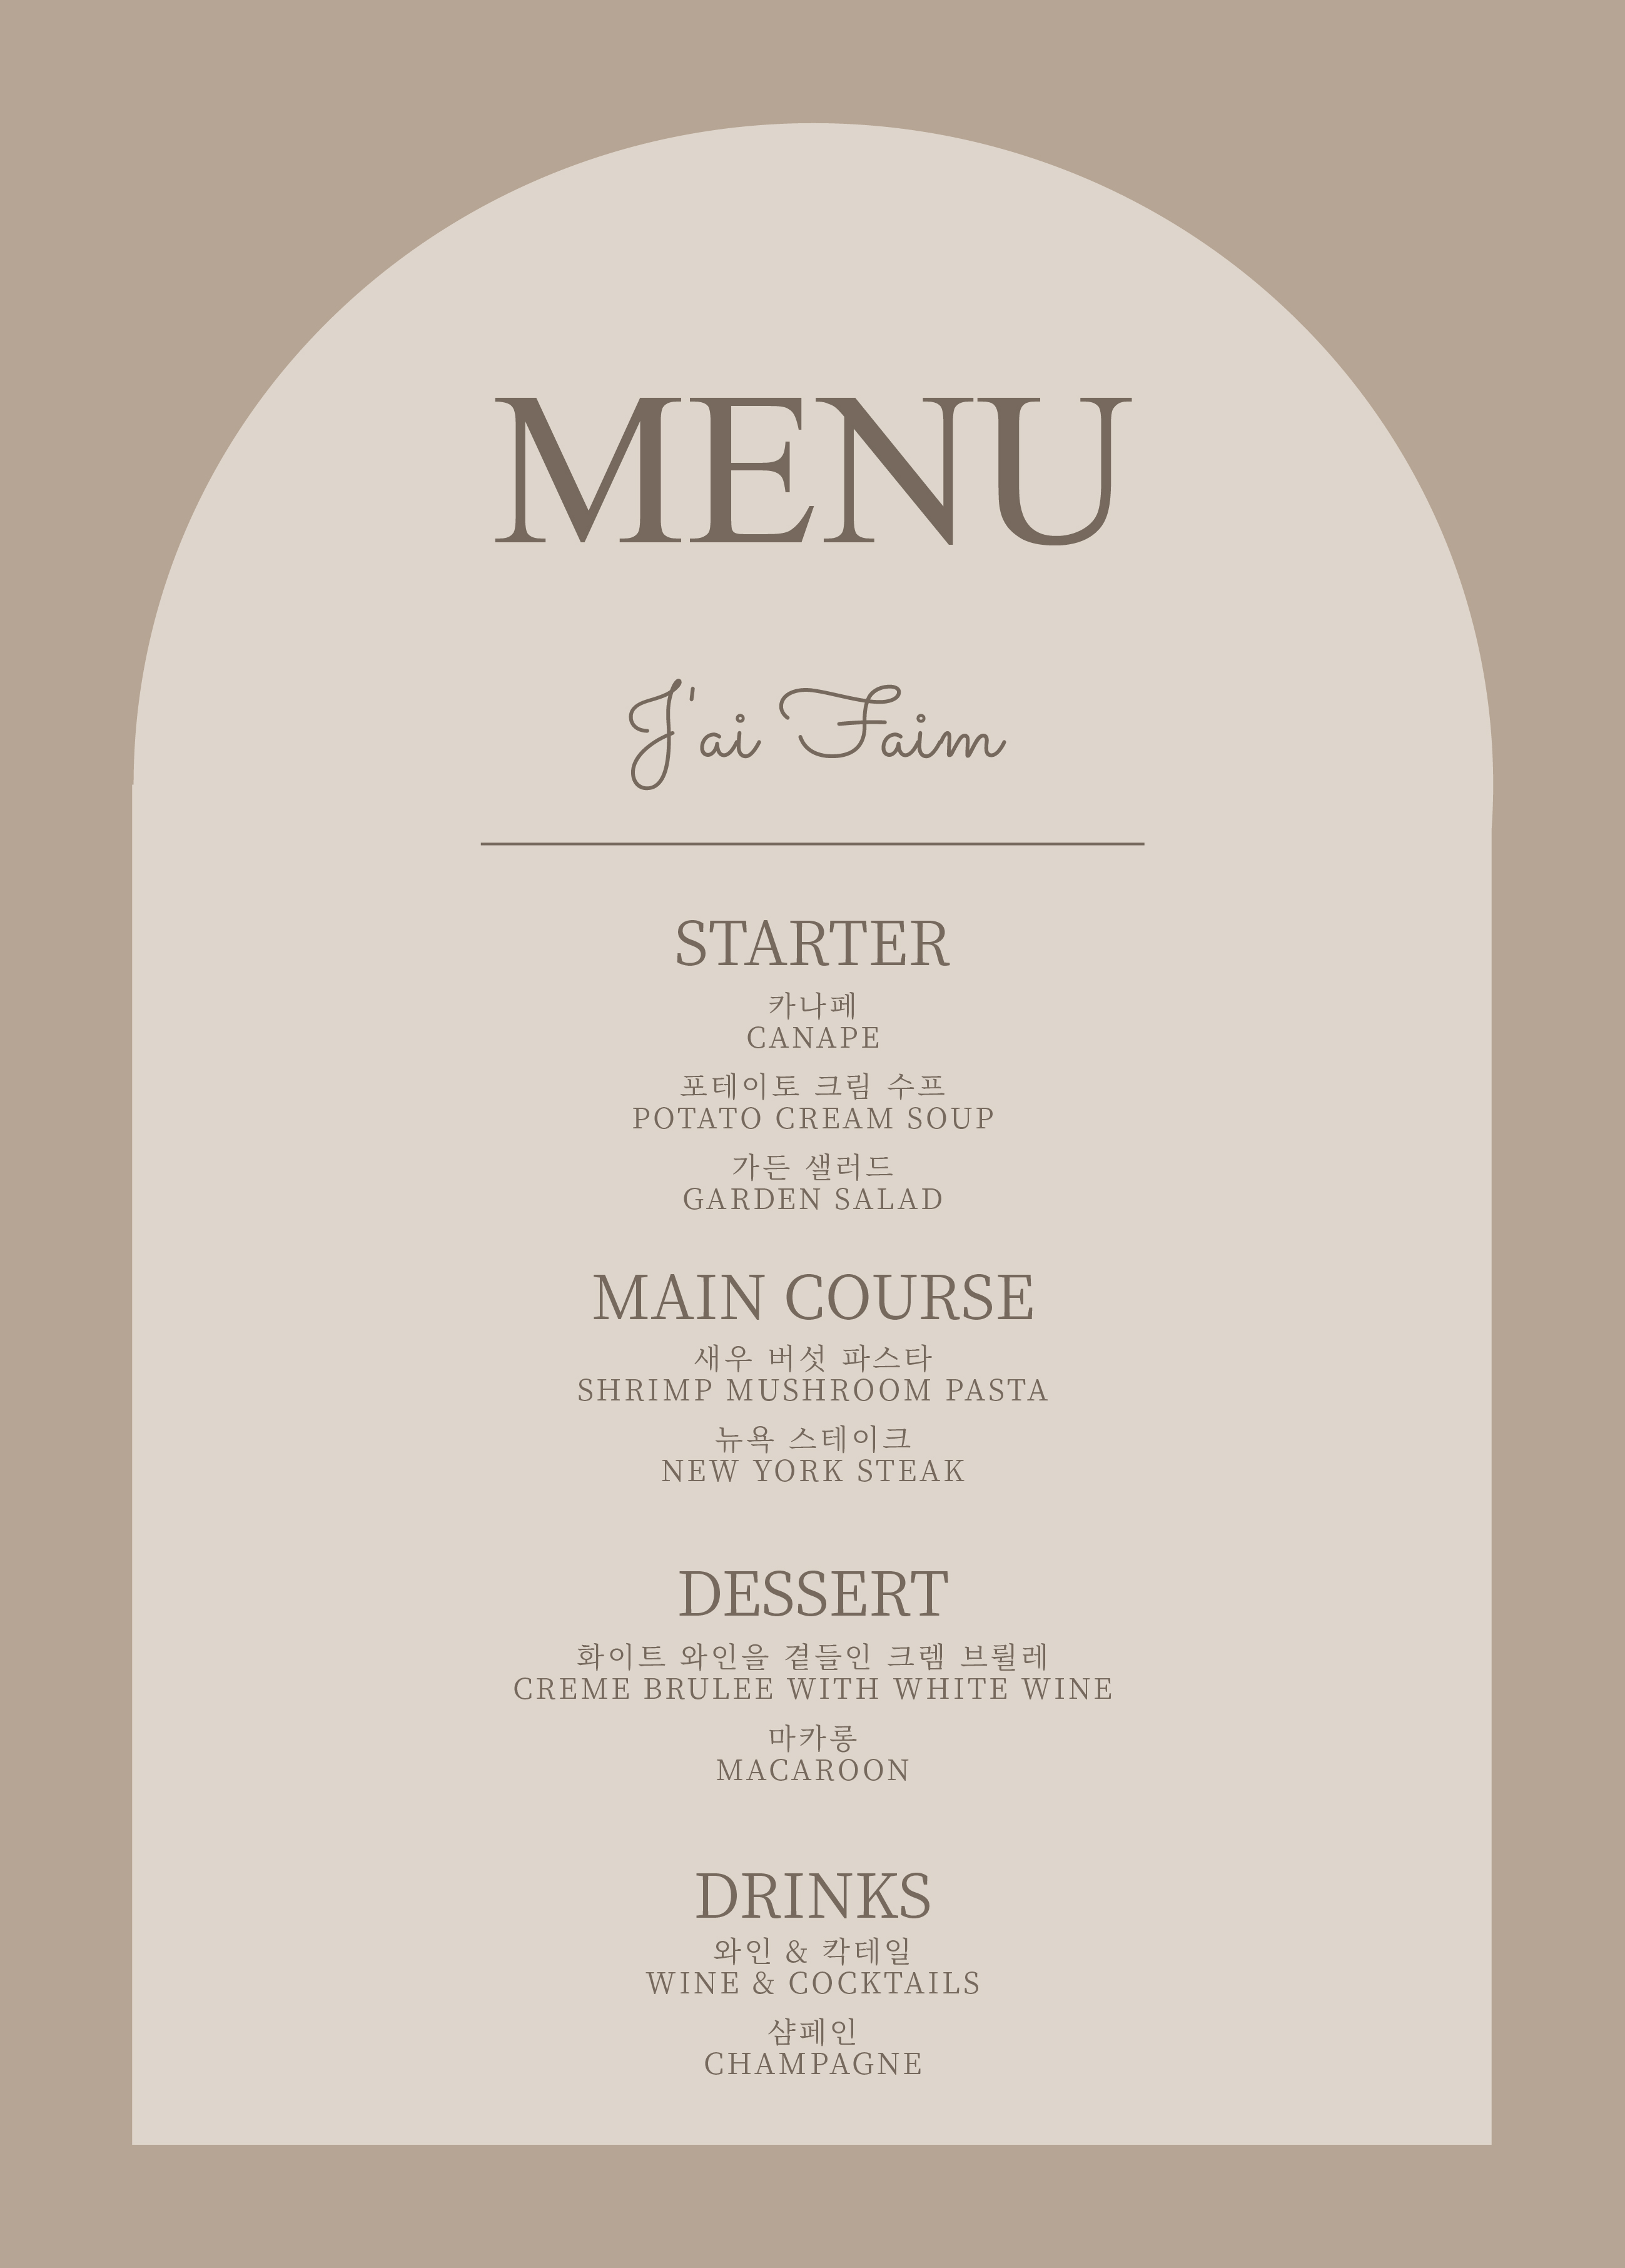 MENU
J'ai Faim
STARTER
카나페
CANAPE
포테이토 크림 수프
POTATO CREAM SOUP
가든 샐러드
GARDEN SALAD
MAIN COURSE
새우 버섯 파스타
SHRIMP MUSHROOM PASTA
뉴욕 스테이크
NEW YORK STEAK
DESSERT
화이트 와인을 곁들인 크렘 브륄레
CREME BRULEE WITH WHITE WINE
마카롱
MACAROON
DRINKS
와인 & 칵테일
WINE & COCKTAILS
샴페인
CHAMPAGNE